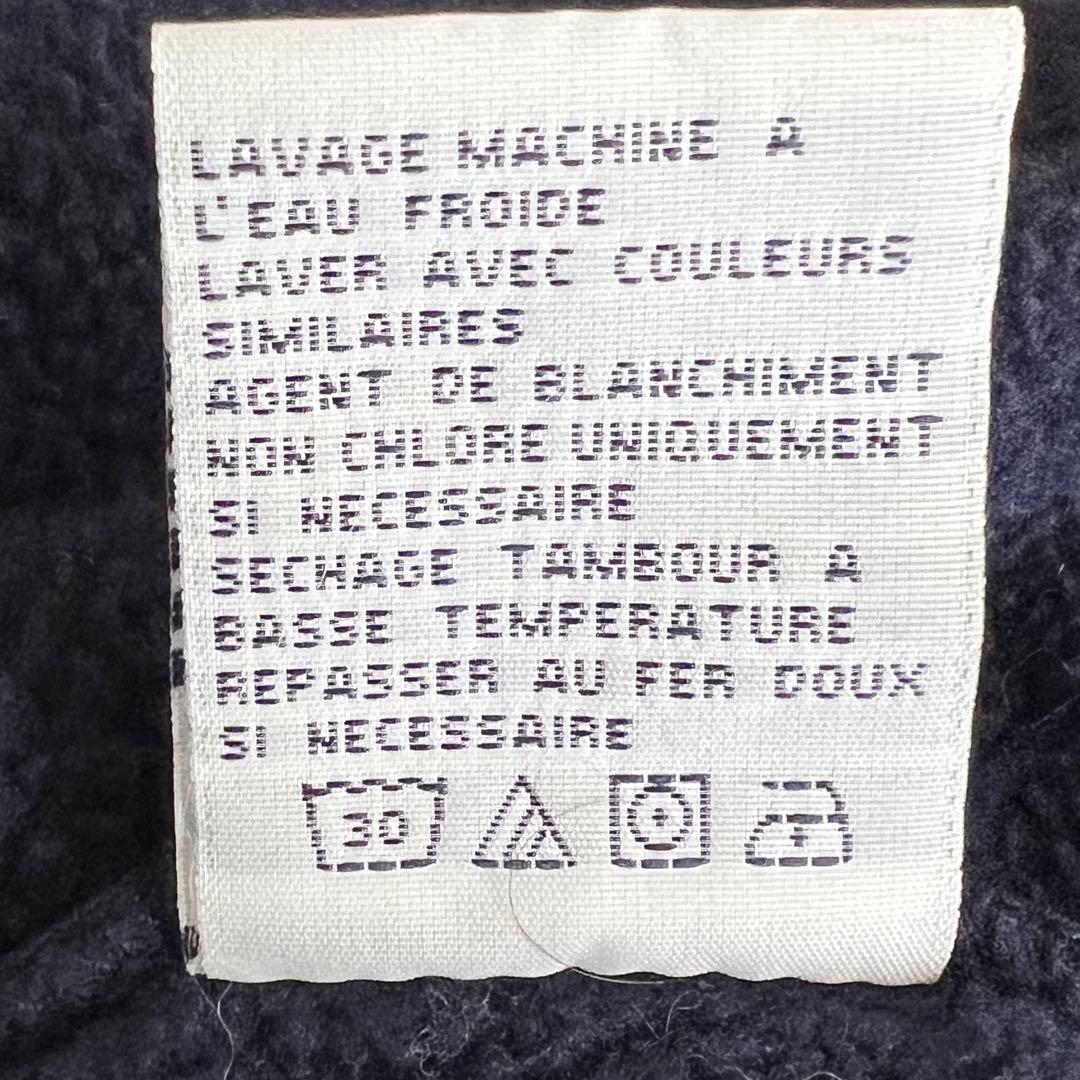 LAVAGE MACHINE A
L'EAU FROIDE
LAVER AVEC COULEURS
SIMILAIRES
AGENT DE BLANCHIMENT
NON CHLORE UNIQUEMENT
SI NECESSAIRE
SECHAGE TAMBOUR A
BASSE TEMPERATURE
REPASSER AU FER DOUX
SI NECESSAIRE
30